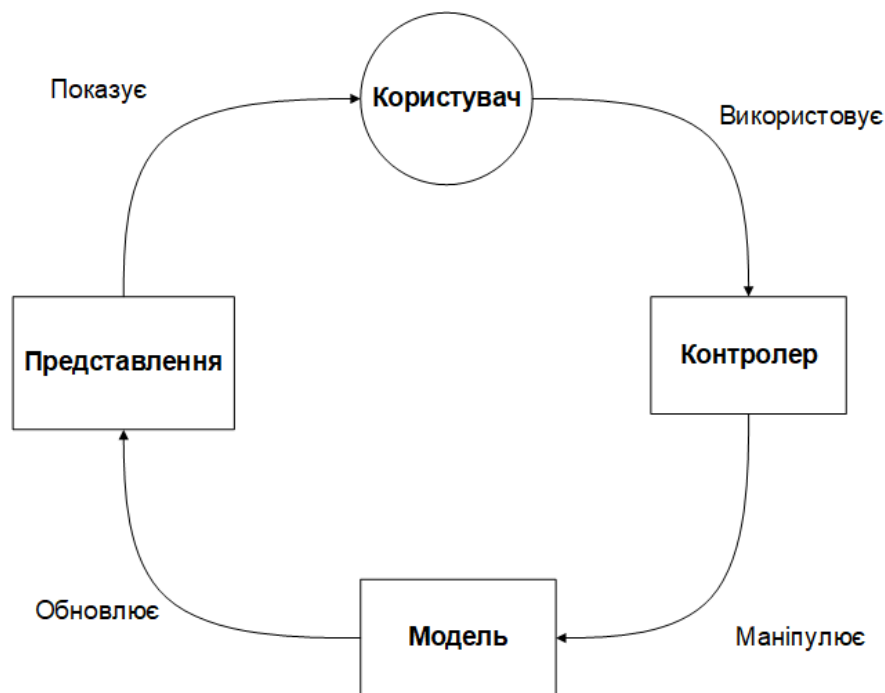 Показує
Користувач
Використовує
Представлення
Контролер
Обновлює
Модель
Маніпулює